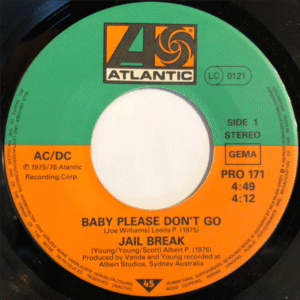 ATLANTIC
LC 0121
SIDE 1
STEREO
GEMA
AC/DC
℗ 1975/76 Alantic
Recording Corp.
PRO 171
4:49
4:12
BABY PLEASE DON'T GO
(Joe Williams) Leeds P. (1975)
JAIL BREAK
(Young/Young/Scott) Albert P. (1976)
Produced by Vanda and Young recorded at
Albert Studios, Sydney Australia
45